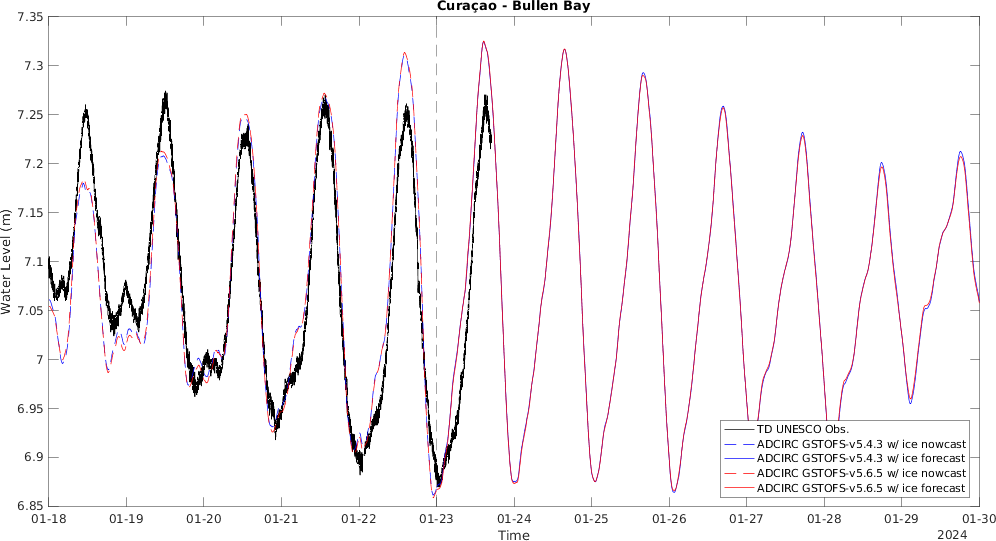 Curaçao - Bullen Bay
7.35
7.3
7.25
7.2
7.15
7.1
7.05
7
6.95
6.9
6.85
Water Level (m)
TD UNESCO Obs.
ADCIRC GSTOFS-v5.4.3 w/ ice nowcast
ADCIRC GSTOFS-v5.4.3 w/ ice forecast
ADCIRC GSTOFS-v5.6.5 w/ ice nowcast
ADCIRC GSTOFS-v5.6.5 w/ ice forecast
01-18 01-19 01-20 01-21 01-22 01-23 01-24 01-25 01-26 01-27 01-28 01-29 01-30
Time
2024